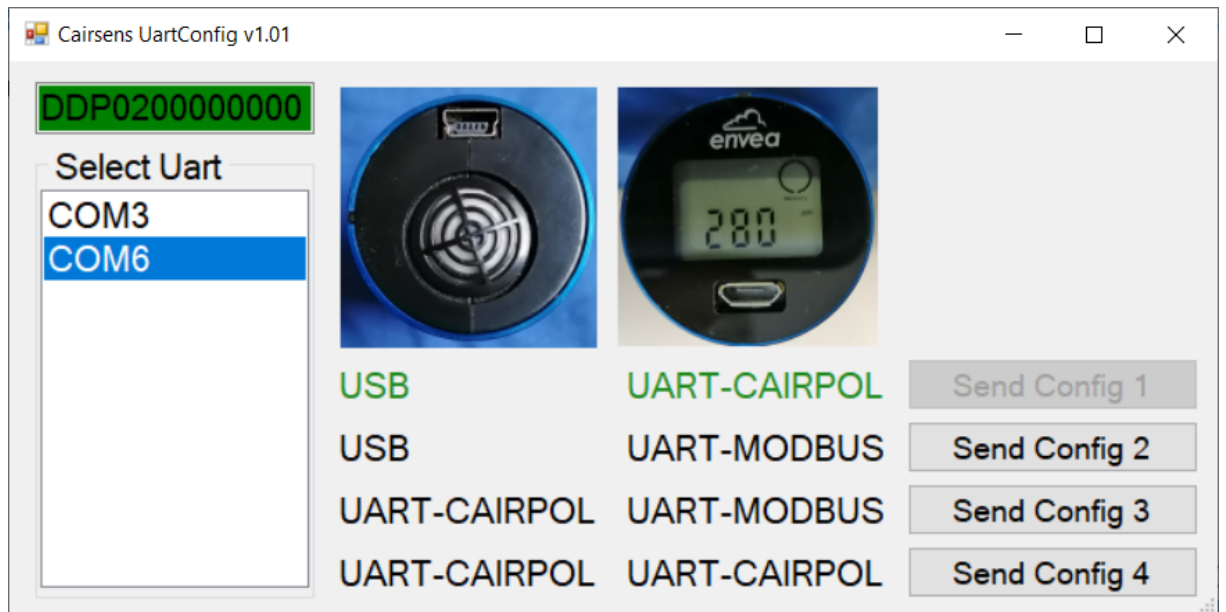 Cairsens UartConfig v1.01
DDP0200000000
Select Uart
COM3
COM6
envea
280
USB UART-CAIRPOL Send Config 1
USB UART-MODBUS Send Config 2
UART-CAIRPOL UART-MODBUS Send Config 3
UART-CAIRPOL UART-CAIRPOL Send Config 4